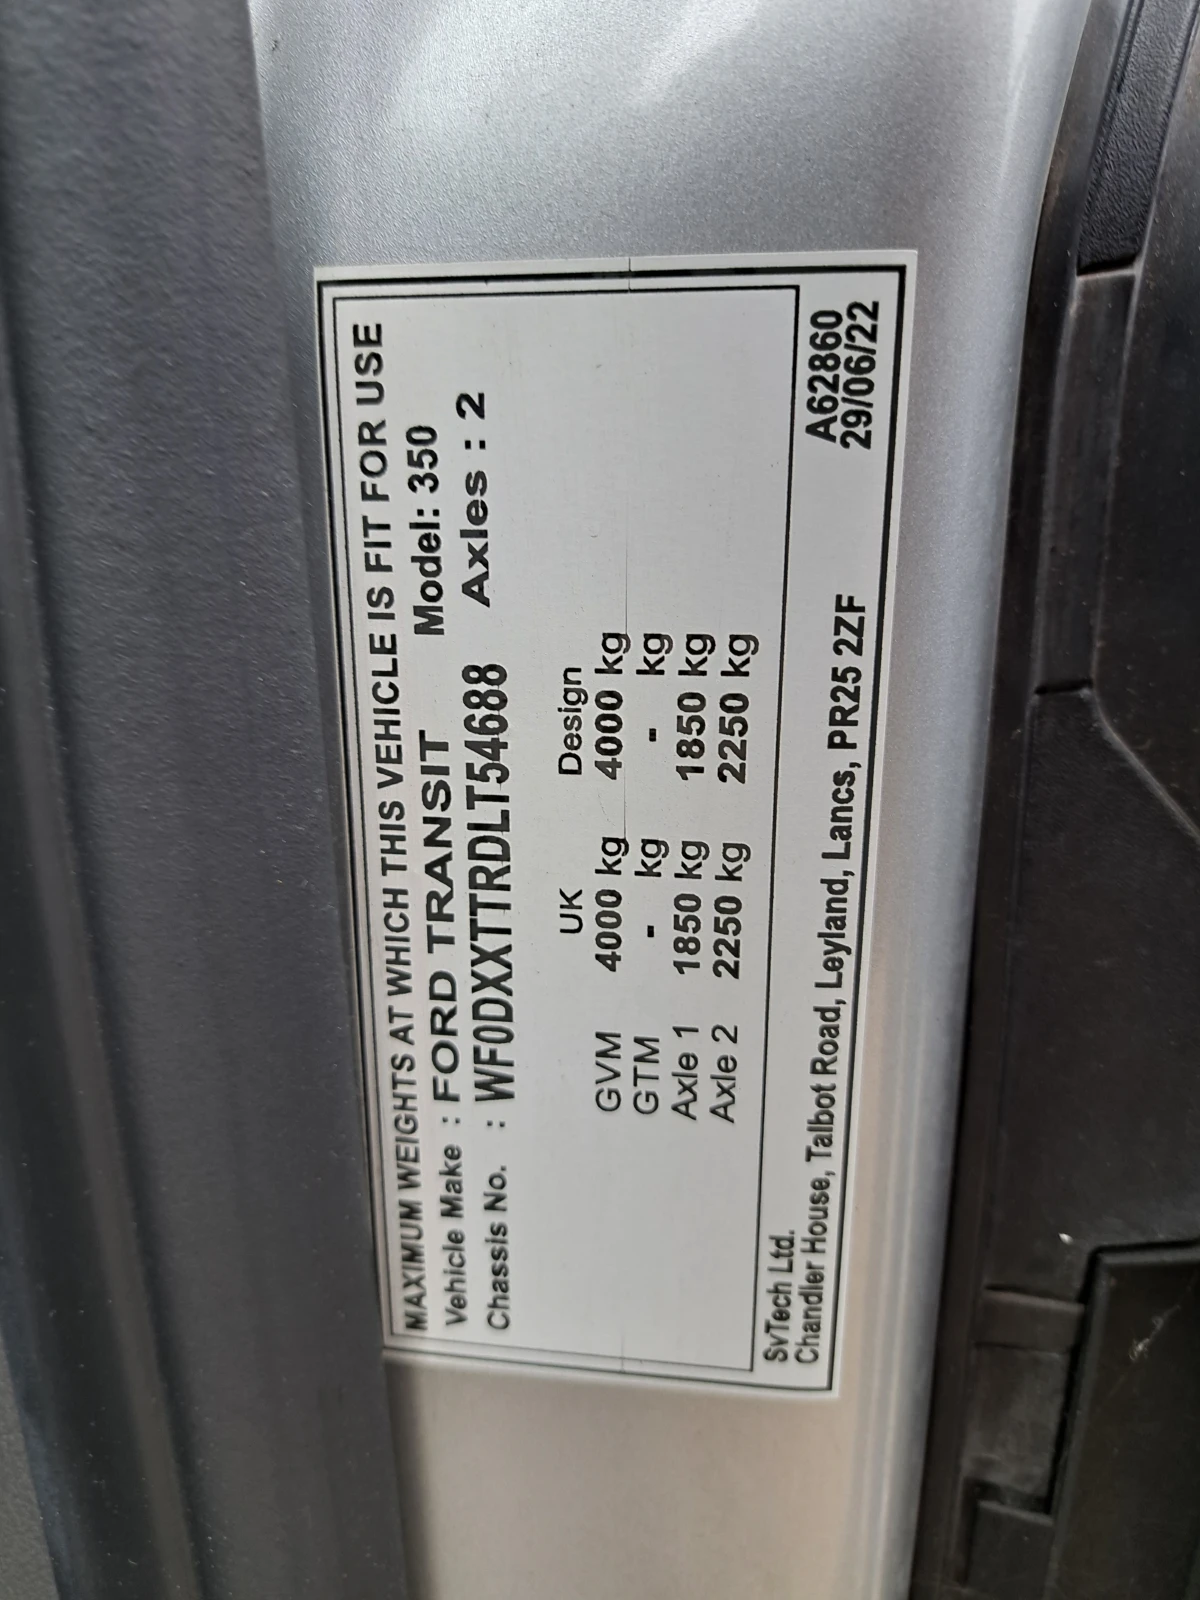 MAXIMUM WEIGHTS AT WHICH THIS VEHICLE IS FIT FOR USE
Vehicle Make : FORD TRANSIT Model: 350
Chassis No. : WF0DXXTTRDLT54688 Axles : 2
UK Design
GVM 4000 kg 4000 kg
GTM - kg - kg
Axle 1 1850 kg 1850 kg
Axle 2 2250 kg 2250 kg
SvTech Ltd. A62860
Chandler House, Talbot Road, Leyland, Lancs, PR25 2ZF 29/06/22